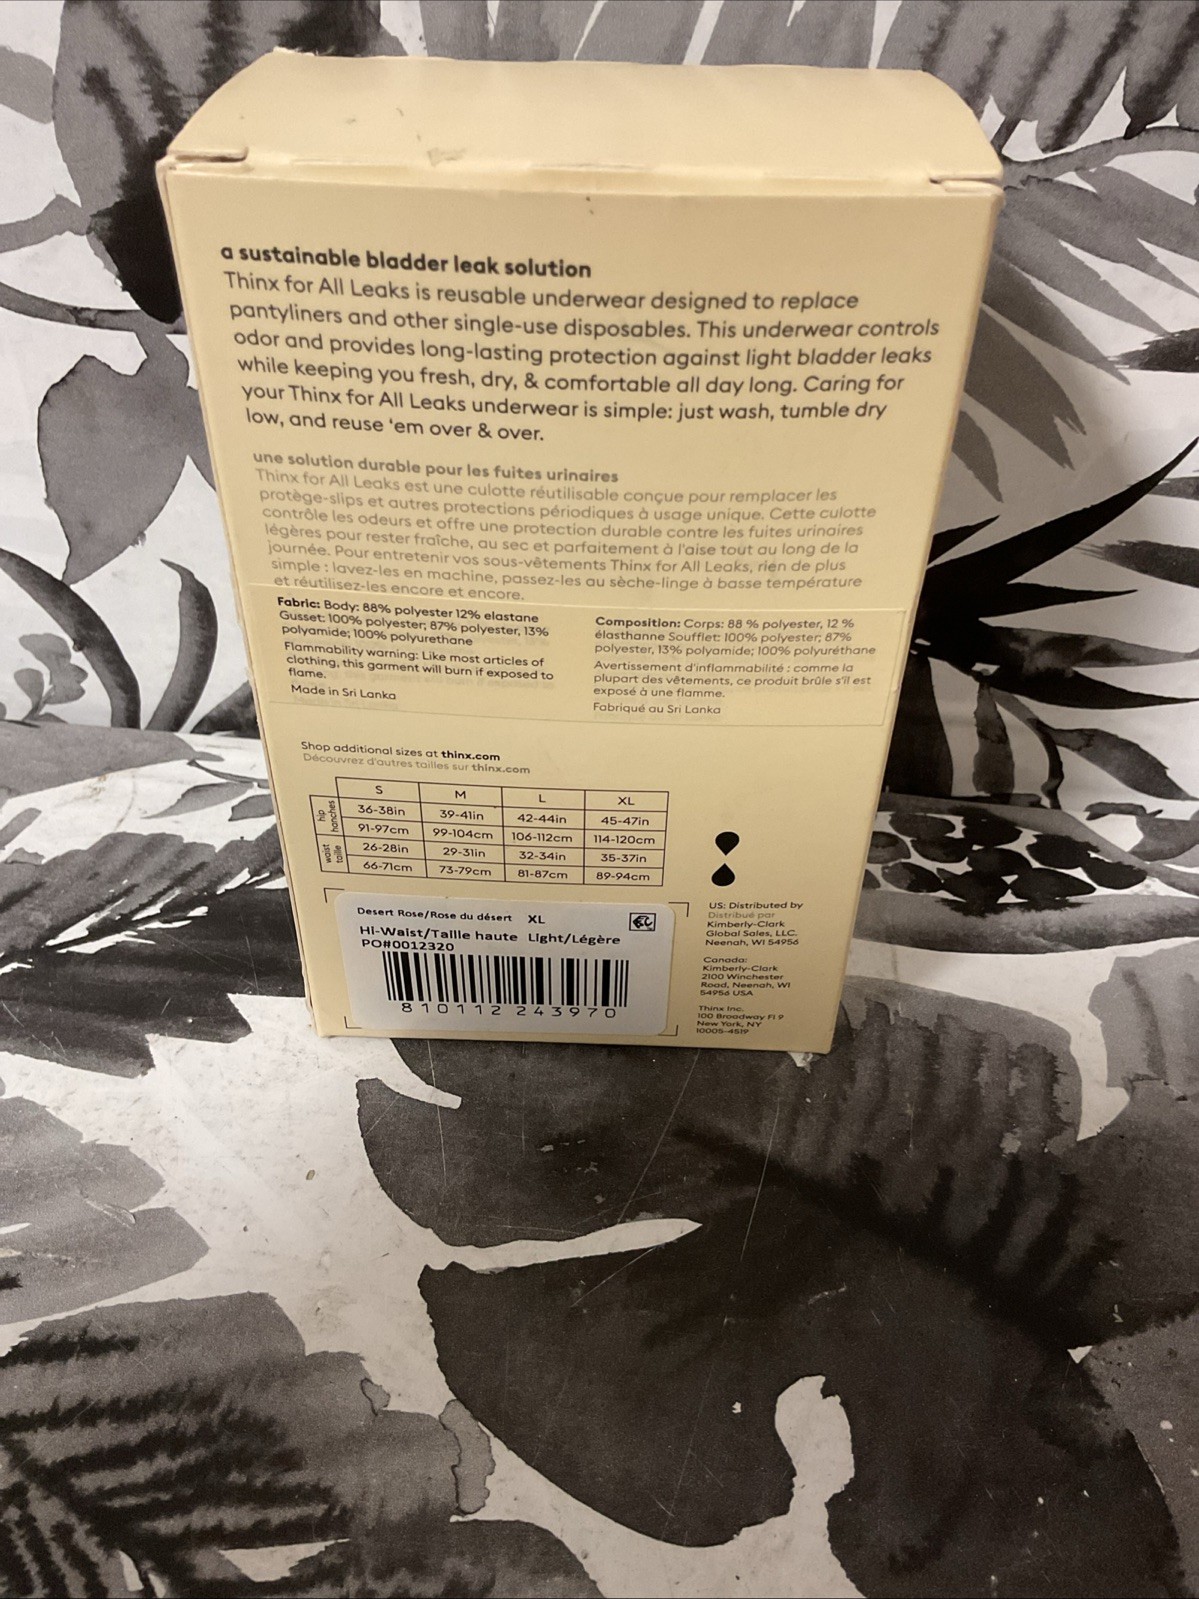 a sustainable bladder leak solution
Thinx for All Leaks is reusable underwear designed to replace
pantyliners and other single-use disposables. This underwear controls
odor and provides long-lasting protection against light bladder leaks
while keeping you fresh, dry, & comfortable all day long. Caring for
your Thinx for All Leaks underwear is simple: just wash, tumble dry
low, and reuse 'em over & over.
une solution durable pour les fuites urinaires
Thinx for All Leaks est une culotte réutilisable conçue pour remplacer les
protège-slips et autres protections périodiques à usage unique. Cette culotte
contrôle les odeurs et offre une protection durable contre les fuites urinaires
légères pour rester fraîche, au sec et parfaitement à l'aise tout au long de la
journée. Pour entretenir vos sous-vêtements Thinx for All Leaks, rien de plus
simple : lavez-les en machine, passez-les au sèche-linge à basse température
et réutilisez-les encore et encore.
Fabric: Body: 88% polyester 12% elastane
Gusset: 100% polyester; 87% polyester, 13%
polyamide; 100% polyurethane
Flammability warning: Like most articles of
clothing, this garment will burn if exposed to
flame.
Made in Sri Lanka
Composition: Corps: 88 % polyester, 12 %
élasthanne Soufflet: 100% polyester; 87%
polyester, 13% polyamide; 100% polyuréthane
Avertissement d'inflammabilité : comme la
plupart des vêtements, ce produit brûle s'il est
exposé à une flamme.
Fabriqué au Sri Lanka
Shop additional sizes at thinx.com
Découvrez d'autres tailles sur thinx.com
S M L XL
hip
hanches
36-38in 39-41in 42-44in 45-47in
91-97cm 99-104cm 106-112cm 114-120cm
waist
taille
26-28in 29-31in 32-34in 35-37in
66-71cm 73-79cm 81-87cm 89-94cm
Desert Rose/Rose du désert XL
Hi-Waist/Taille haute Light/Légère
PO#0012320
810112243970
US: Distributed by
Distribué par
Kimberly-Clark
Global Sales, LLC.
Neenah, WI 54956
Canada:
Kimberly-Clark
2100 Winchester
Road, Neenah, WI
54956 USA
Thinx Inc.
100 Broadway Fl 9
New York, NY
10005-4519